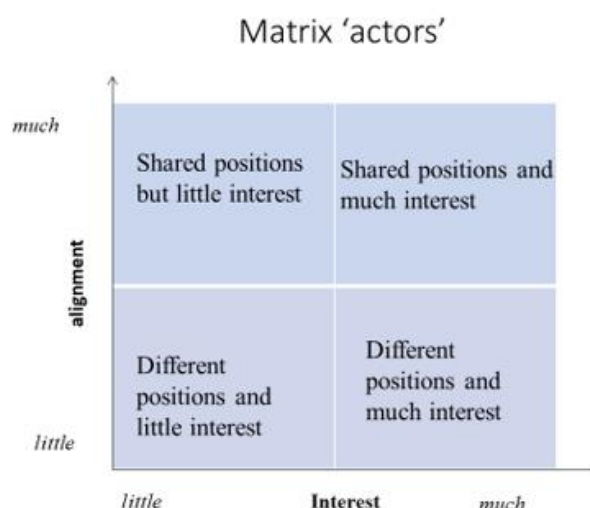 Matrix ‘actors’
much
Shared positions
but little interest
Shared positions and
much interest
alignment
Different
positions and
little interest
Different
positions and
much interest
little
little
Interest
much